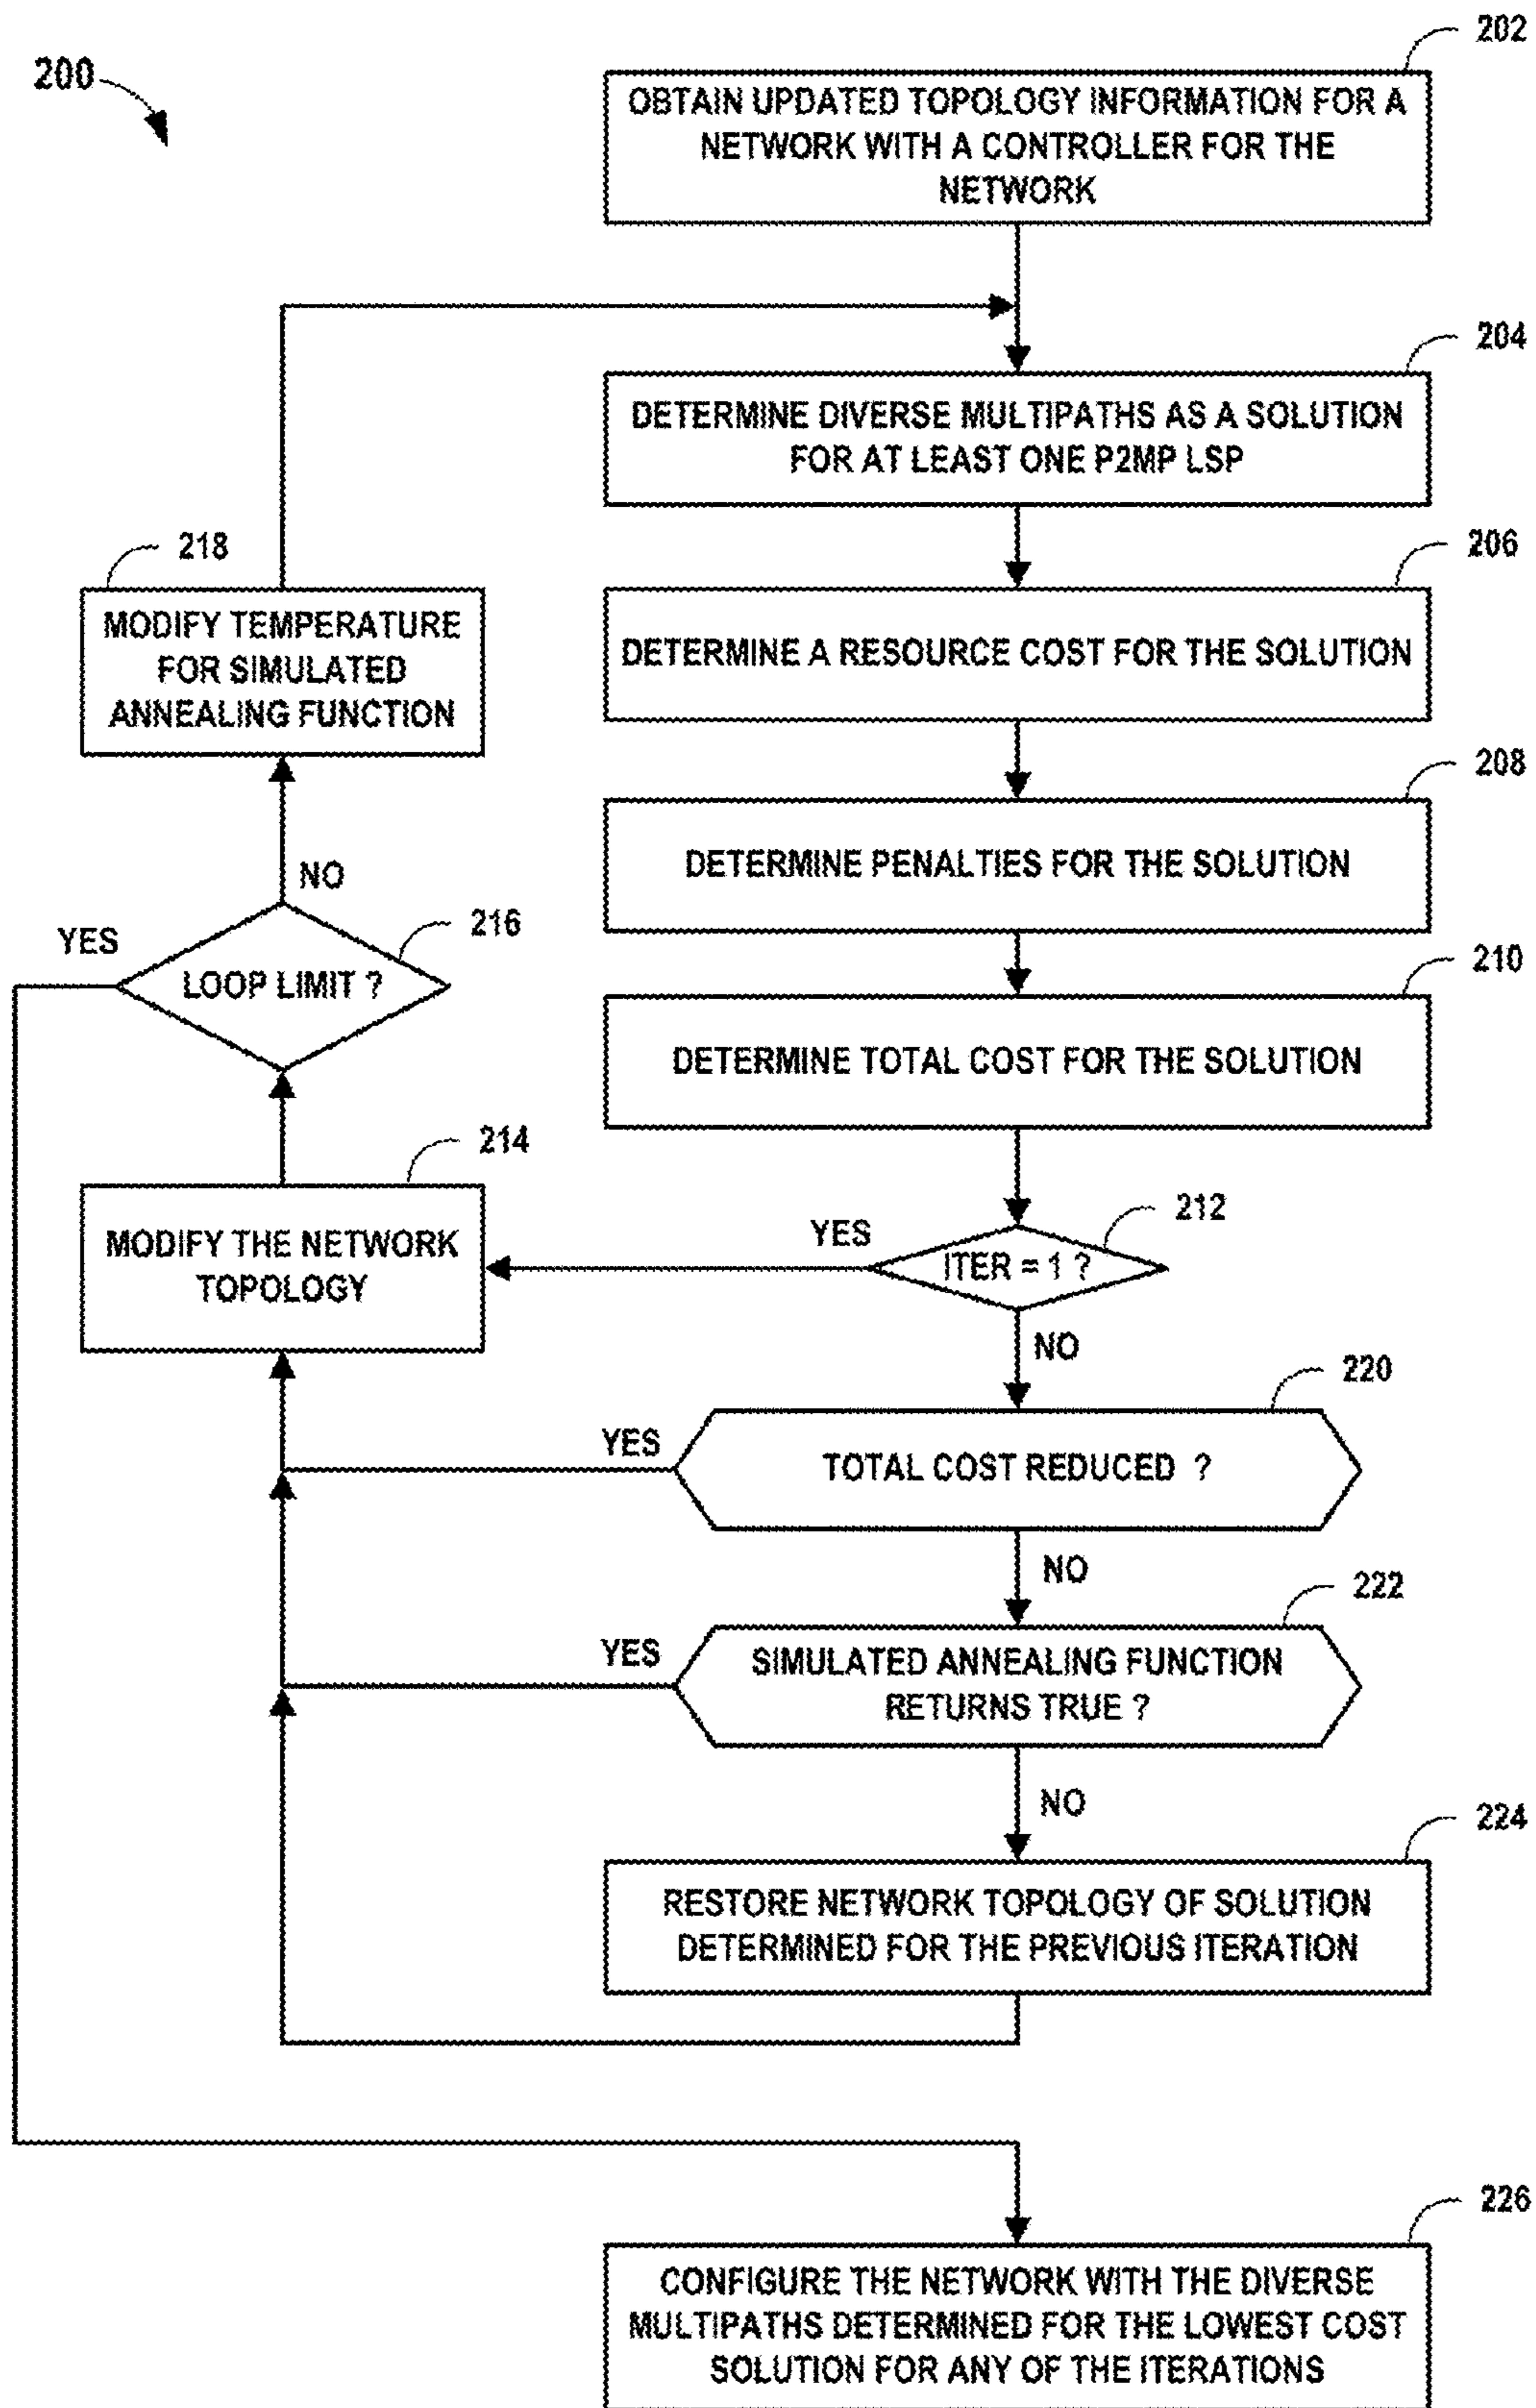 200
202
OBTAIN UPDATED TOPOLOGY INFORMATION FOR A
NETWORK WITH A CONTROLLER FOR THE
NETWORK
204
DETERMINE DIVERSE MULTIPATHS AS A SOLUTION
FOR AT LEAST ONE P2MP LSP
206
DETERMINE A RESOURCE COST FOR THE SOLUTION
218
MODIFY TEMPERATURE
FOR SIMULATED
ANNEALING FUNCTION
208
DETERMINE PENALTIES FOR THE SOLUTION
NO
YES
216
LOOP LIMIT ?
210
DETERMINE TOTAL COST FOR THE SOLUTION
214
MODIFY THE NETWORK
TOPOLOGY
YES
212
ITER = 1 ?
NO
220
YES
TOTAL COST REDUCED ?
NO
222
YES
SIMULATED ANNEALING FUNCTION
RETURNS TRUE ?
NO
224
RESTORE NETWORK TOPOLOGY OF SOLUTION
DETERMINED FOR THE PREVIOUS ITERATION
226
CONFIGURE THE NETWORK WITH THE DIVERSE
MULTIPATHS DETERMINED FOR THE LOWEST COST
SOLUTION FOR ANY OF THE ITERATIONS